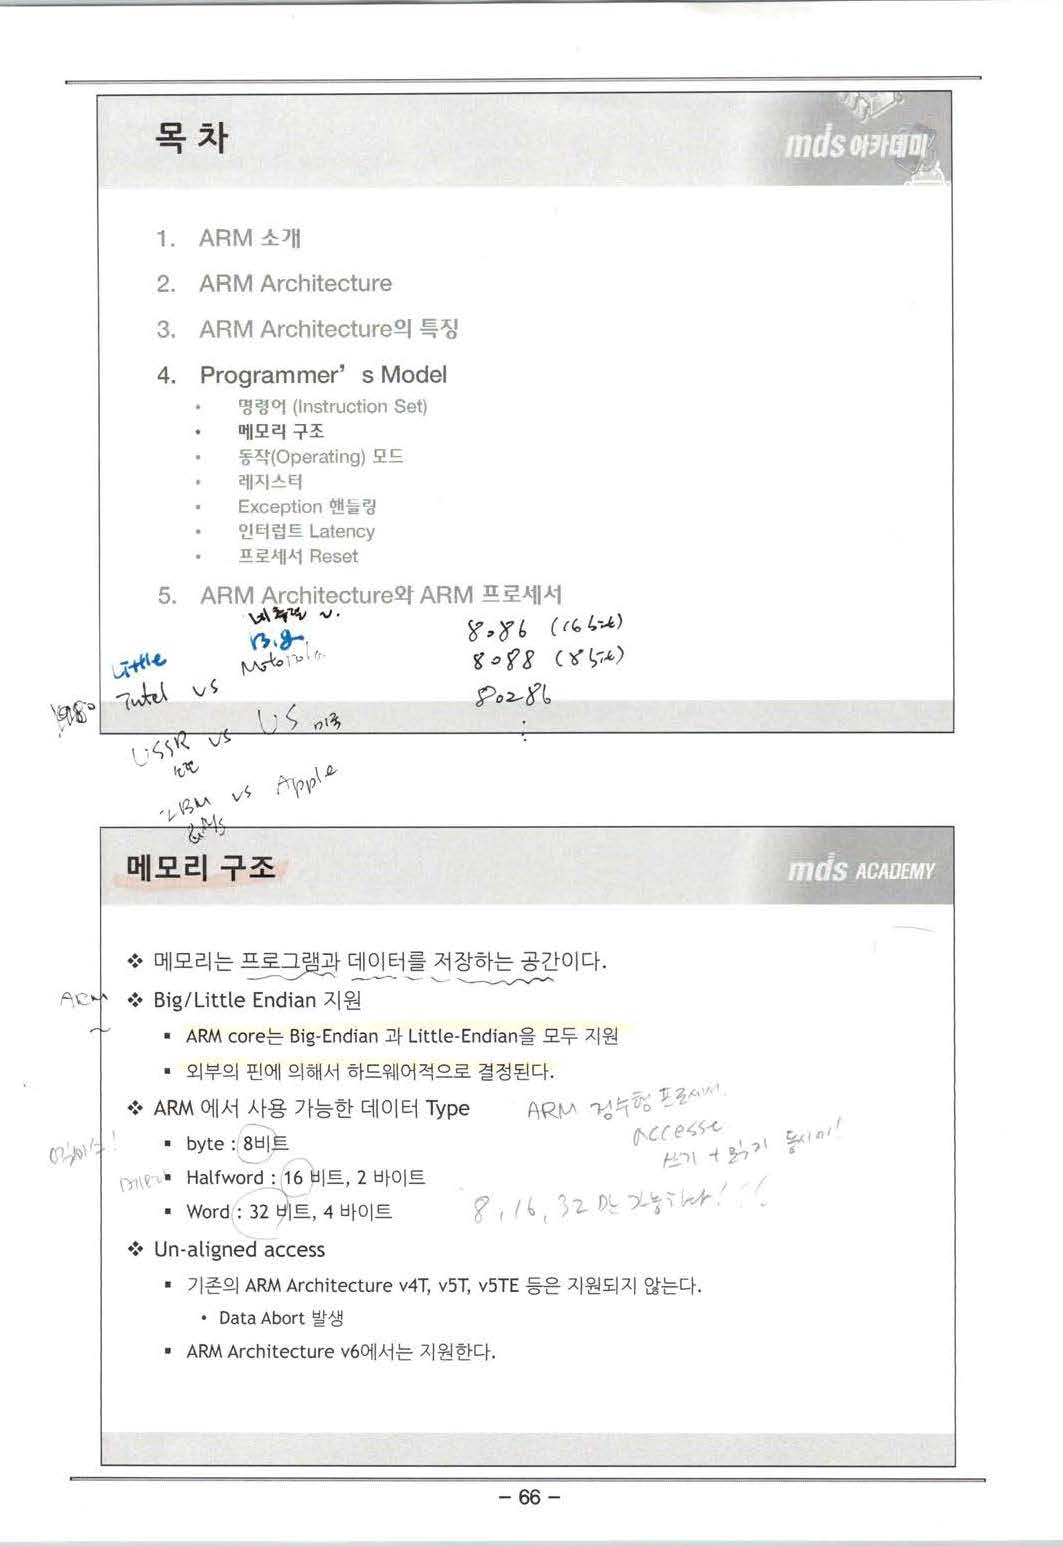 목 차
mds 아카데미
1. ARM 소개
2. ARM Architecture
3. ARM Architecture의 특징
4. Programmer's Model
• 명령어 (Instruction Set)
• 메모리 구조
• 동작(Operating) 모드
• 레지스터
• Exception 핸들링
• 인터럽트 Latency
• 프로세서 Reset
5. ARM Architecture와 ARM 프로세서
Little Big
Intel vs Motorola
1980
USSR vs US 미국
IBM vs Apple
8086 (16 bit)
8088 (8 bit)
80286
메모리 구조
mds ACADEMY
❖ 메모리는 프로그램과 데이터를 저장하는 공간이다.
ARM
❖ Big/Little Endian 지원
▪ ARM core는 Big-Endian 과 Little-Endian을 모두 지원
▪ 외부의 핀에 의해서 하드웨어적으로 결정된다.
❖ ARM 에서 사용 가능한 데이터 Type
ARM 정수형 프로세서
▪ byte : 8비트
accesse
쓰기 + 읽기 동시에!
▪ Halfword : 16 비트, 2 바이트
▪ Word : 32 비트, 4 바이트
8, 16, 32 만 가능하다!!!
❖ Un-aligned access
▪ 기존의 ARM Architecture v4T, v5T, v5TE 등은 지원되지 않는다.
• Data Abort 발생
▪ ARM Architecture v6에서는 지원한다.
– 66 –